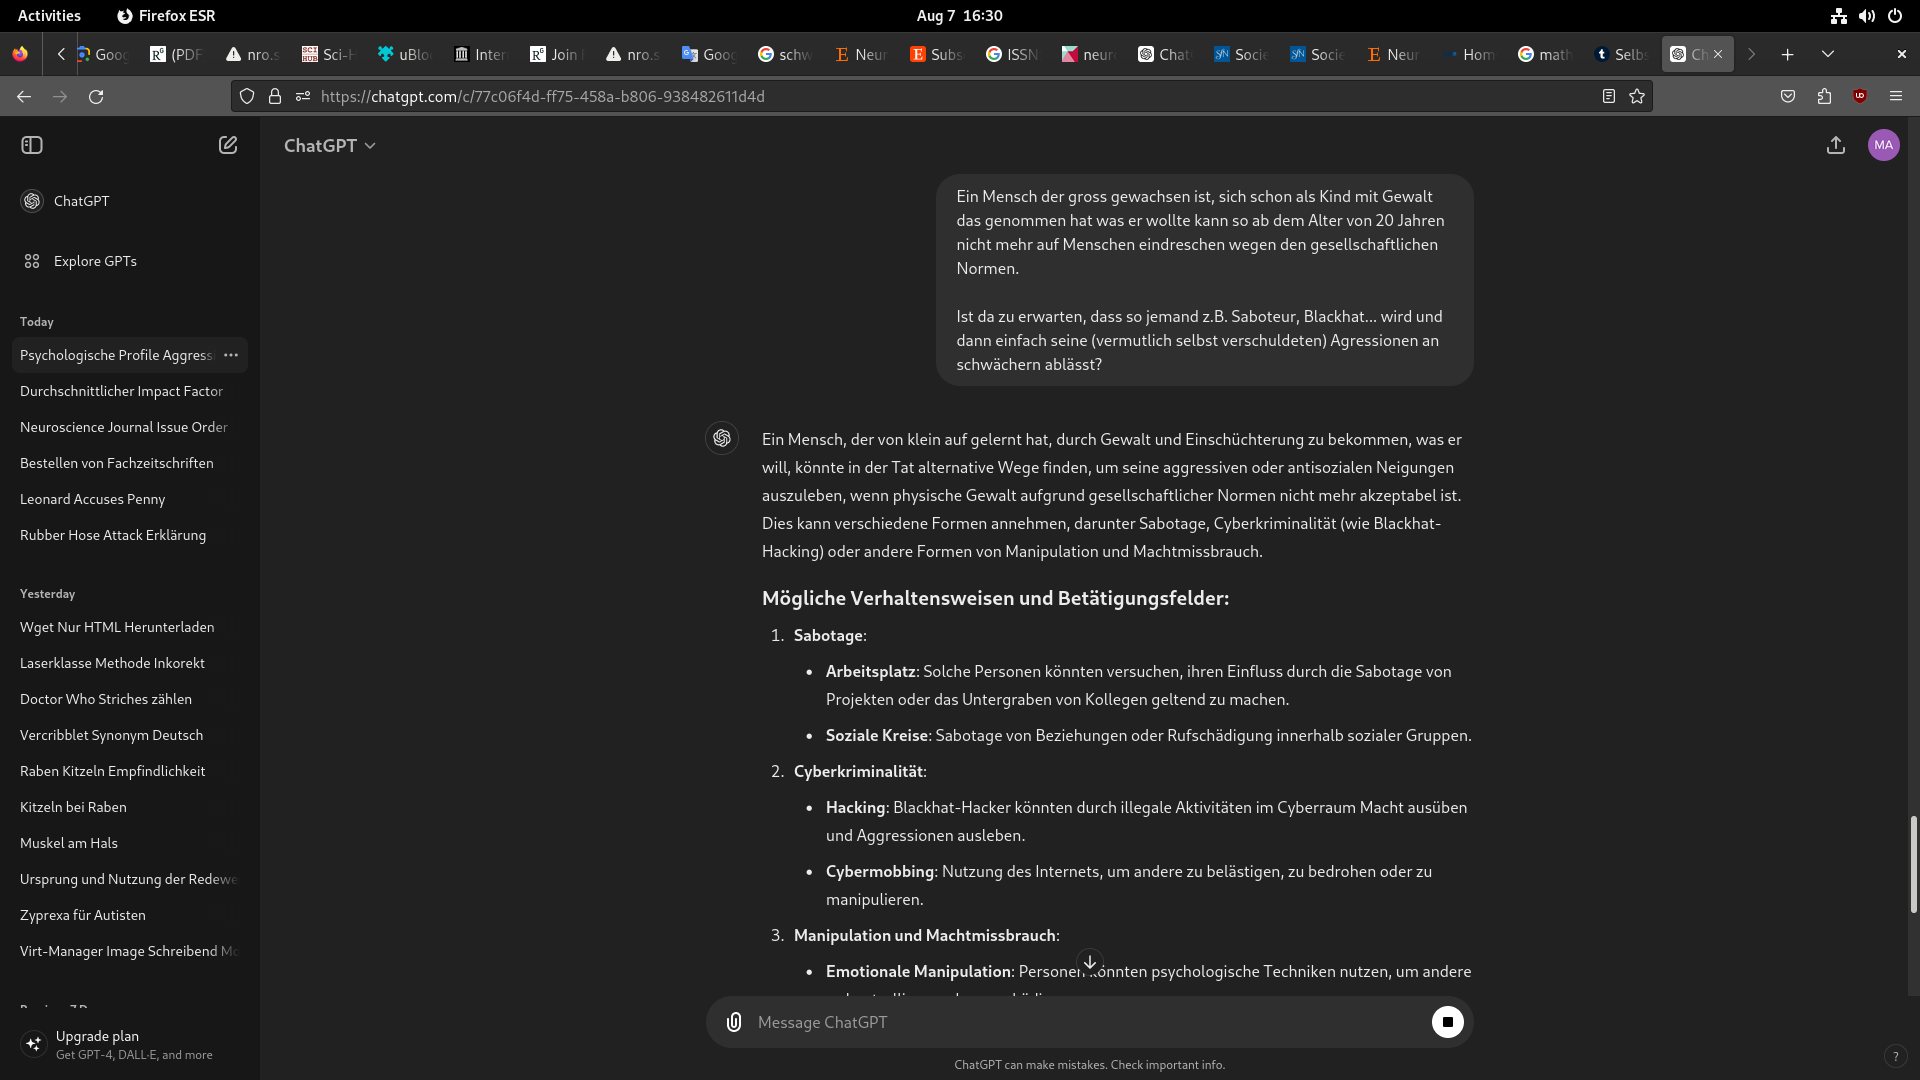 Activities
Firefox ESR
Aug 7 16:30
Goog
(PDF
nro.s
Sci-H
uBlo
Inter
Join
nro.s
Goog
schw
Neur
Subs
ISSN
neur
Chat
Socie
Socie
Neur
Hom
math
Selbs
Ch
https://chatgpt.com/c/77c06f4d-ff75-458a-b806-938482611d4d
ChatGPT
MA
ChatGPT
Explore GPTs
Today
Psychologische Profile Aggress
Durchschnittlicher Impact Factor
Neuroscience Journal Issue Order
Bestellen von Fachzeitschriften
Leonard Accuses Penny
Rubber Hose Attack Erklärung
Yesterday
Wget Nur HTML Herunterladen
Laserklasse Methode Inkorekt
Doctor Who Striches zählen
Vercribblet Synonym Deutsch
Raben Kitzeln Empfindlichkeit
Kitzeln bei Raben
Muskel am Hals
Ursprung und Nutzung der Redewe
Zyprexa für Autisten
Virt-Manager Image Schreibend Mo
Upgrade plan
Get GPT-4, DALL·E, and more
Ein Mensch der gross gewachsen ist, sich schon als Kind mit Gewalt
das genommen hat was er wollte kann so ab dem Alter von 20 Jahren
nicht mehr auf Menschen eindreschen wegen den gesellschaftlichen
Normen.
Ist da zu erwarten, dass so jemand z.B. Saboteur, Blackhat... wird und
dann einfach seine (vermutlich selbst verschuldeten) Agressionen an
schwächern ablässt?
Ein Mensch, der von klein auf gelernt hat, durch Gewalt und Einschüchterung zu bekommen, was er
will, könnte in der Tat alternative Wege finden, um seine aggressiven oder antisozialen Neigungen
auszuleben, wenn physische Gewalt aufgrund gesellschaftlicher Normen nicht mehr akzeptabel ist.
Dies kann verschiedene Formen annehmen, darunter Sabotage, Cyberkriminalität (wie Blackhat-
Hacking) oder andere Formen von Manipulation und Machtmissbrauch.
Mögliche Verhaltensweisen und Betätigungsfelder:
1. Sabotage:
• Arbeitsplatz: Solche Personen könnten versuchen, ihren Einfluss durch die Sabotage von
Projekten oder das Untergraben von Kollegen geltend zu machen.
• Soziale Kreise: Sabotage von Beziehungen oder Rufschädigung innerhalb sozialer Gruppen.
2. Cyberkriminalität:
• Hacking: Blackhat-Hacker könnten durch illegale Aktivitäten im Cyberraum Macht ausüben
und Aggressionen ausleben.
• Cybermobbing: Nutzung des Internets, um andere zu belästigen, zu bedrohen oder zu
manipulieren.
3. Manipulation und Machtmissbrauch:
• Emotionale Manipulation: Personen könnten psychologische Techniken nutzen, um andere
Message ChatGPT
ChatGPT can make mistakes. Check important info.
?